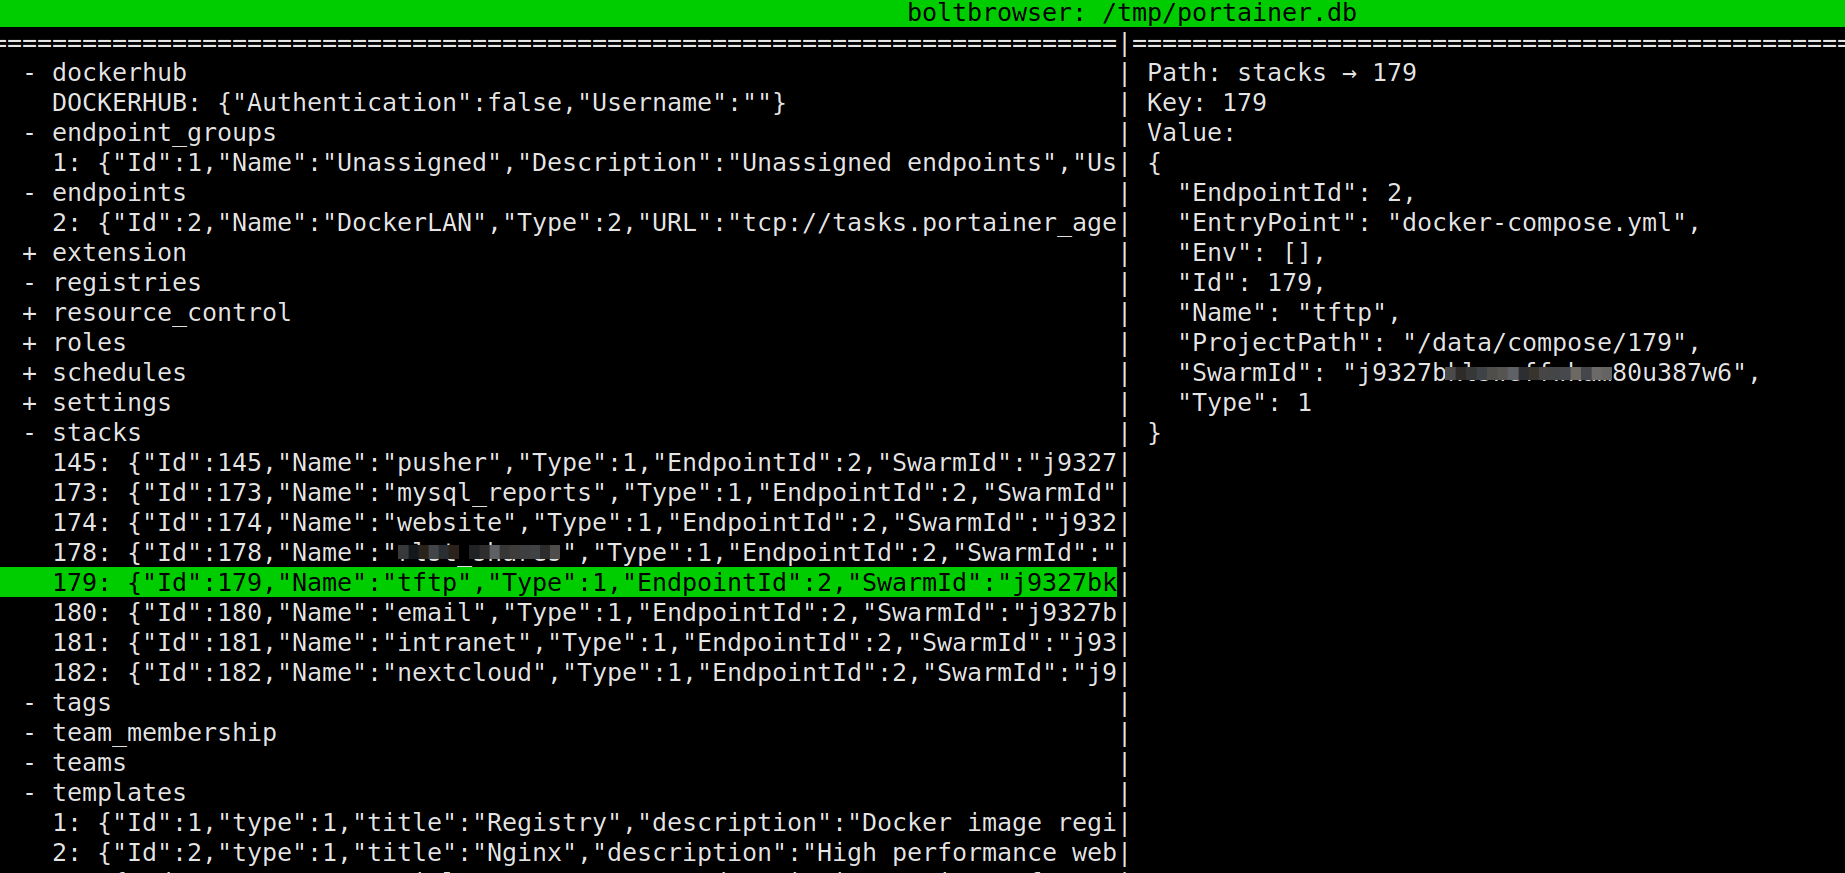 boltbrowser: /tmp/portainer.db
===========================================================================|================================================
- dockerhub
DOCKERHUB: {"Authentication":false,"Username":""}
- endpoint_groups
1: {"Id":1,"Name":"Unassigned","Description":"Unassigned endpoints","Us|
- endpoints
2: {"Id":2,"Name":"DockerLAN","Type":2,"URL":"tcp://tasks.portainer_age|
+ extension
- registries
+ resource_control
+ roles
+ schedules
+ settings
- stacks
145: {"Id":145,"Name":"pusher","Type":1,"EndpointId":2,"SwarmId":"j9327|
173: {"Id":173,"Name":"mysql_reports","Type":1,"EndpointId":2,"SwarmId"|
174: {"Id":174,"Name":"website","Type":1,"EndpointId":2,"SwarmId":"j932|
178: {"Id":178,"Name":"","Type":1,"EndpointId":2,"SwarmId":"|
179: {"Id":179,"Name":"tftp","Type":1,"EndpointId":2,"SwarmId":"j9327bk|
180: {"Id":180,"Name":"email","Type":1,"EndpointId":2,"SwarmId":"j9327b|
181: {"Id":181,"Name":"intranet","Type":1,"EndpointId":2,"SwarmId":"j93|
182: {"Id":182,"Name":"nextcloud","Type":1,"EndpointId":2,"SwarmId":"j9|
- tags
- team_membership
- teams
- templates
1: {"Id":1,"type":1,"title":"Registry","description":"Docker image regi|
2: {"Id":2,"type":1,"title":"Nginx","description":"High performance web|
Path: stacks → 179
Key: 179
Value:
{
"EndpointId": 2,
"EntryPoint": "docker-compose.yml",
"Env": [],
"Id": 179,
"Name": "tftp",
"ProjectPath": "/data/compose/179",
"SwarmId": "j9327b80u387w6",
"Type": 1
}